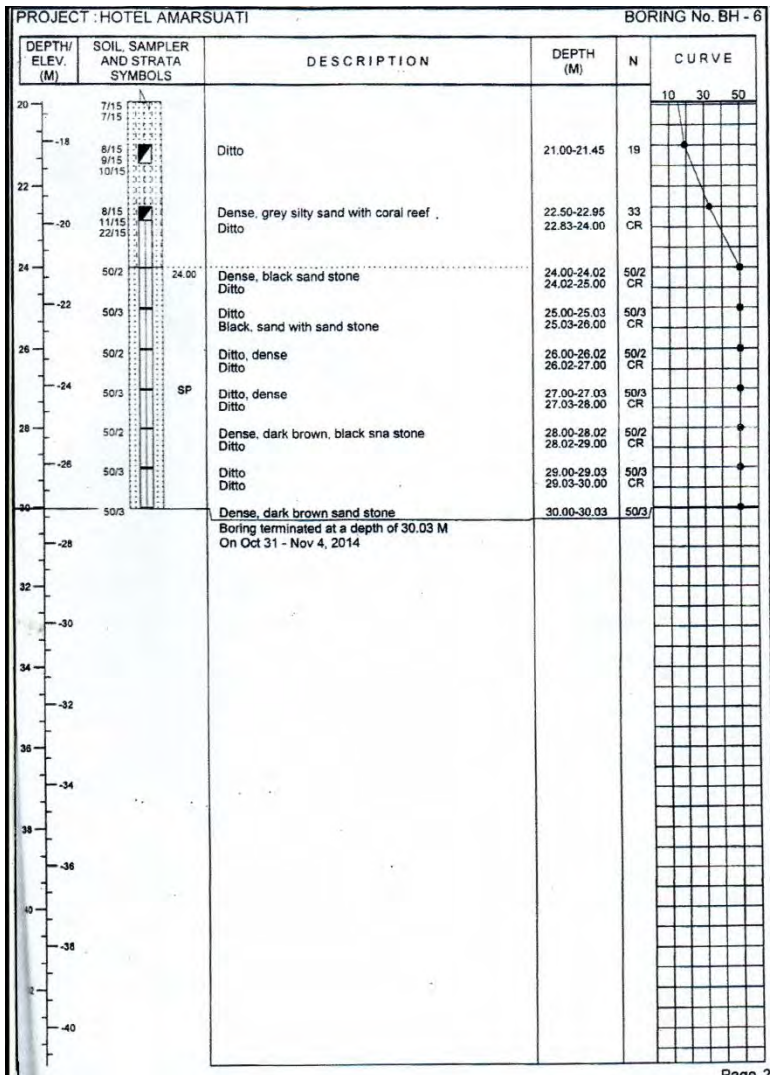 PROJECT : HOTEL AMARSUATI BORING No. BH - 6
DEPTH/ ELEV. (M)
SOIL, SAMPLER AND STRATA SYMBOLS
DESCRIPTION
DEPTH (M)
N
CURVE
10 30 50
20
7/15
7/15
-18
8/15 Ditto 21.00-21.45 19
9/15
10/15
22
8/15 Dense, grey silty sand with coral reef . 22.50-22.95 33
-20 11/15 Ditto 22.83-24.00 CR
22/15
24 50/2 24.00 Dense, black sand stone 24.00-24.02 50/2
Ditto 24.02-25.00 CR
-22 50/3 Ditto 25.00-25.03 50/3
Black, sand with sand stone 25.03-26.00 CR
26 50/2 Ditto, dense 26.00-26.02 50/2
Ditto 26.02-27.00 CR
-24 50/3 SP Ditto, dense 27.00-27.03 50/3
Ditto 27.03-28.00 CR
28 50/2 Dense, dark brown, black sna stone 28.00-28.02 50/2
Ditto 28.02-29.00 CR
-26 50/3 Ditto 29.00-29.03 50/3
Ditto 29.03-30.00 CR
30 50/3 Dense, dark brown sand stone 30.00-30.03 50/3
Boring terminated at a depth of 30.03 M
-28 On Oct 31 - Nov 4, 2014
32
-30
34
-32
36
-34
38
-36
40
-38
2
-40
Page 2